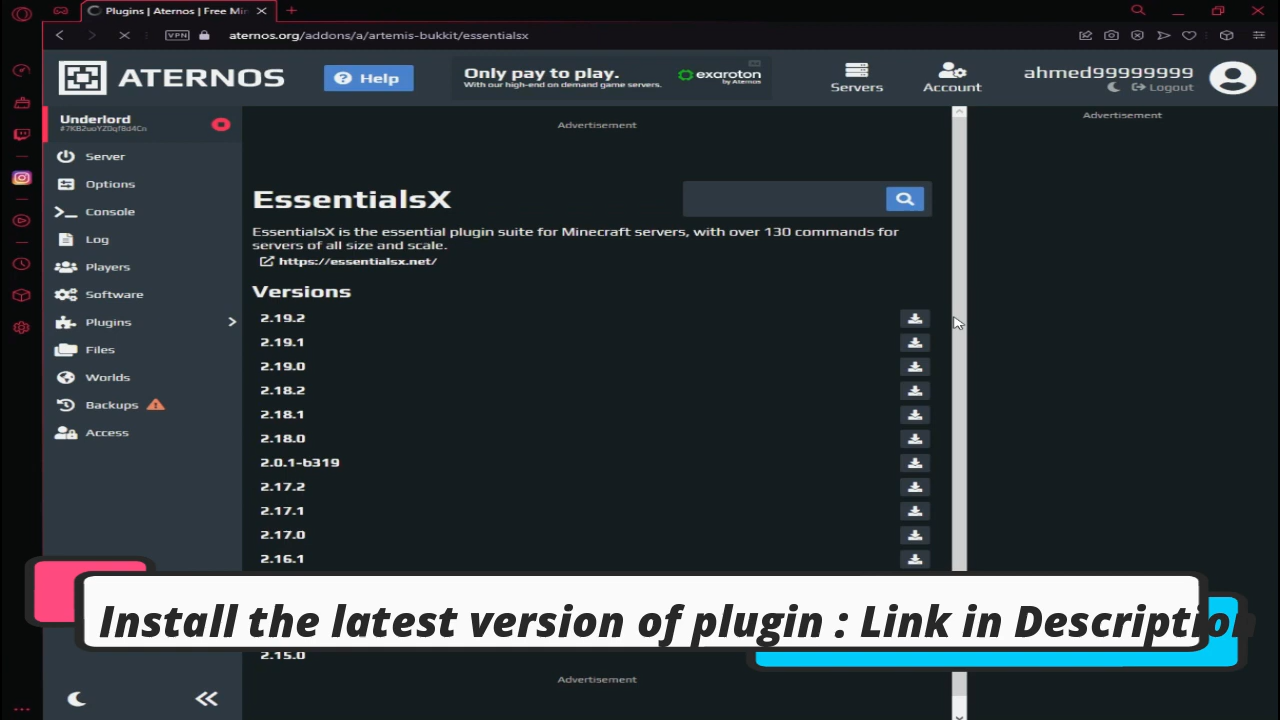 Plugins | Aternos | Free Min
VPN
aternos.org/addons/a/artemis-bukkit/essentialsx
ATERNOS
Help
Only pay to play.
With our high-end on demand game servers.
exaroton
by Aternos
Servers
Account
ahmed99999999
Logout
Underlord
#7KB2uoYZ0qfBd4Cn
Server
Options
Console
Log
Players
Software
Plugins
Files
Worlds
Backups
Access
Advertisement
Advertisement
EssentialsX
EssentialsX is the essential plugin suite for Minecraft servers, with over 130 commands for
servers of all size and scale.
https://essentialsx.net/
Versions
2.19.2
2.19.1
2.19.0
2.18.2
2.18.1
2.18.0
2.0.1-b319
2.17.2
2.17.1
2.17.0
2.16.1
Install the latest version of plugin : Link in Description
2.15.0
Advertisement